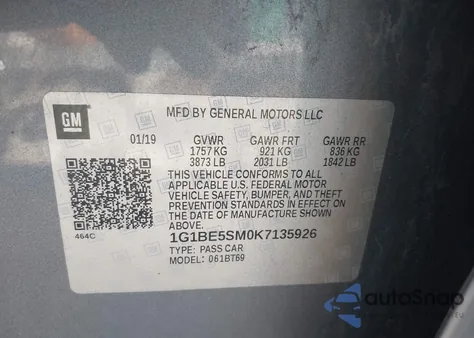 GM
MFD BY GENERAL MOTORS LLC
01/19 GVWR GAWR FRT GAWR RR
1757 KG 921 KG 836 KG
3873 LB 2031 LB 1842 LB
THIS VEHICLE CONFORMS TO ALL
APPLICABLE U.S. FEDERAL MOTOR
VEHICLE SAFETY, BUMPER, AND THEFT
PREVENTION STANDARDS IN EFFECT ON
THE DATE OF MANUFACTURE SHOWN
ABOVE.
464C
1G1BE5SM0K7135926
TYPE: PASS CAR
MODEL: 061BT69
autoSnap